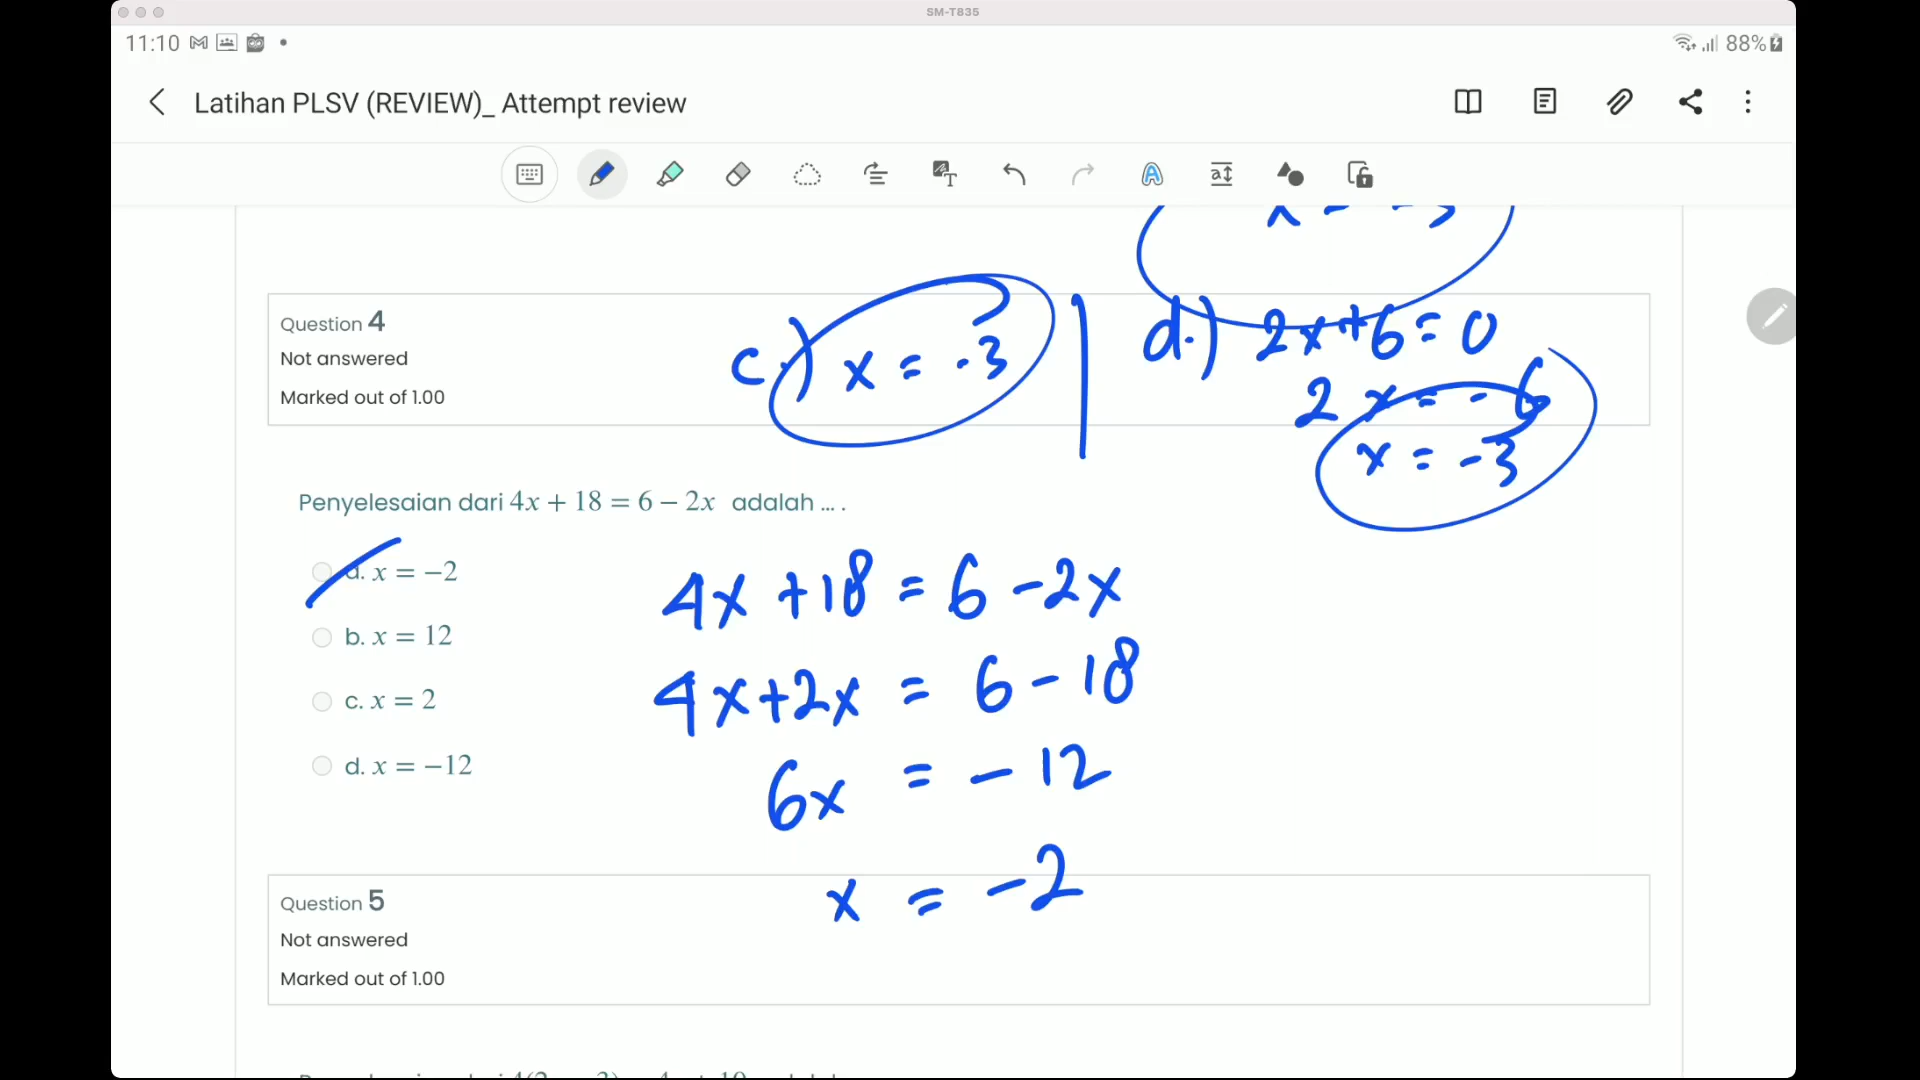 SM-T835
11:10
88%
Latihan PLSV (REVIEW)_ Attempt review
x = -3
Question 4
Not answered
Marked out of 1.00
c.) x = -3
d.) 2x+6=0
2x = -6
x = -3
Penyelesaian dari 4x + 18 = 6 − 2x adalah ... .
a. x = −2
b. x = 12
c. x = 2
d. x = −12
4x +18 = 6 -2x
4x+2x = 6 - 18
6x = -12
x = -2
Question 5
Not answered
Marked out of 1.00